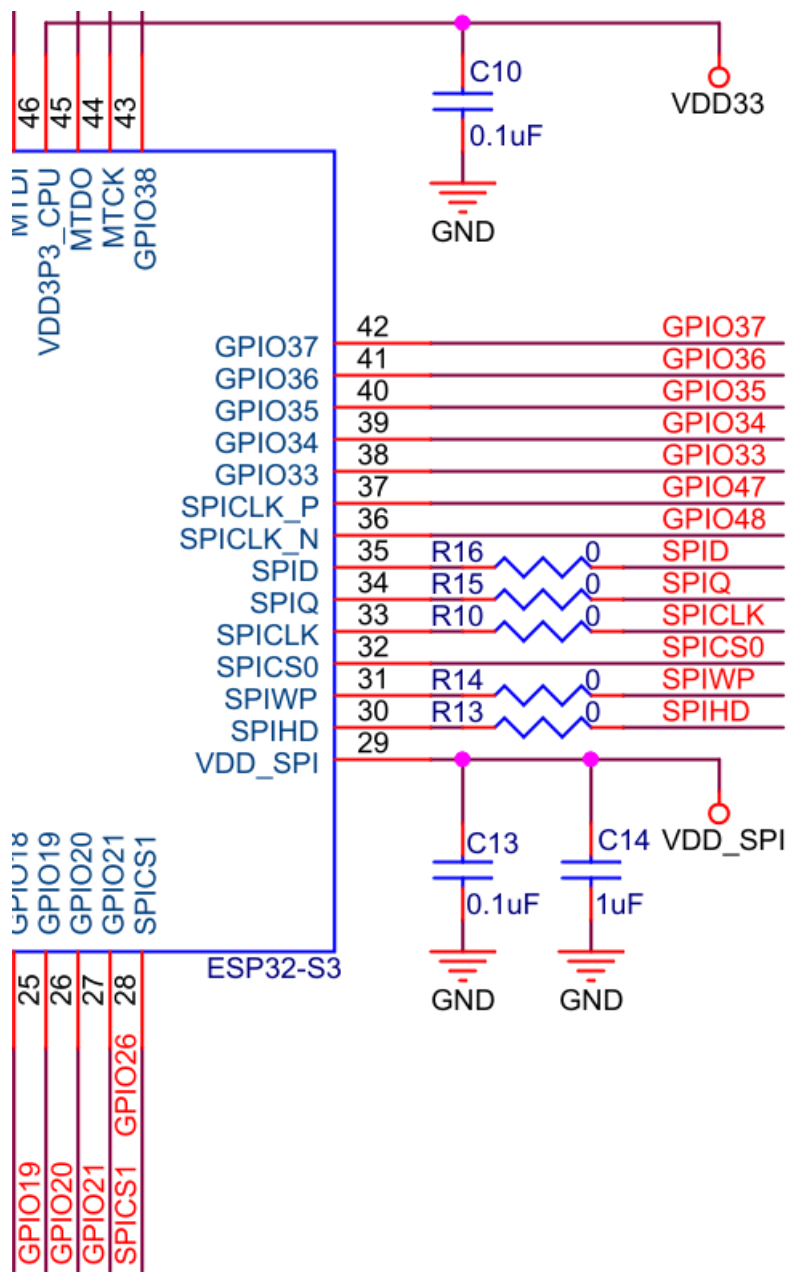 C10
0.1uF
GND
VDD33
46
45
44
43
MTDI
VDD3P3_CPU
MTDO
MTCK
GPIO38
GPIO37 42 GPIO37
GPIO36 41 GPIO36
GPIO35 40 GPIO35
GPIO34 39 GPIO34
GPIO33 38 GPIO33
SPICLK_P 37 GPIO47
SPICLK_N 36 GPIO48
SPID 35 R16 0 SPID
SPIQ 34 R15 0 SPIQ
SPICLK 33 R10 0 SPICLK
SPICS0 32 SPICS0
SPIWP 31 R14 0 SPIWP
SPIHD 30 R13 0 SPIHD
VDD_SPI 29
VDD_SPI
C13
0.1uF
GND
C14
1uF
GND
GPIO18
GPIO19
GPIO20
GPIO21
SPICS1
ESP32-S3
25
26
27
28
GPIO19
GPIO20
GPIO21
SPICS1 GPIO26